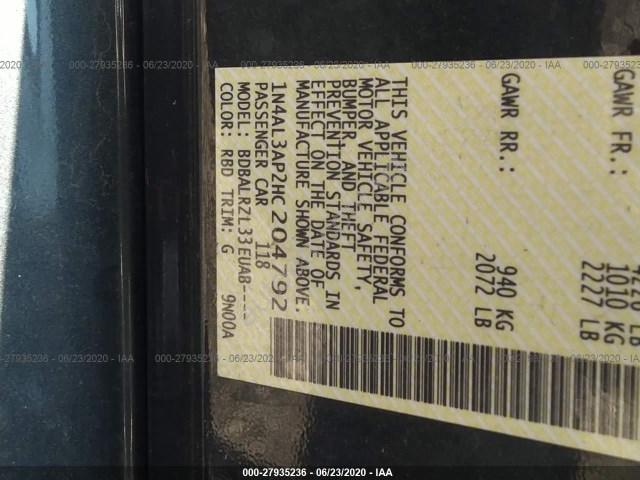 GAWR FR.:
1010 KG
2227 LB
GAWR RR.:
940 KG
2072 LB
THIS VEHICLE CONFORMS TO
ALL APPLICABLE FEDERAL
MOTOR VEHICLE SAFETY,
BUMPER, AND THEFT
PREVENTION STANDARDS IN
EFFECT ON THE DATE OF
MANUFACTURE SHOWN ABOVE.
1N4AL3AP2HC204792
PASSENGER CAR 118
MODEL: BDBALRZL33EUAB----
COLOR: RBD TRIM: G 9N00A
000-27935236 - 06/23/2020 - IAA